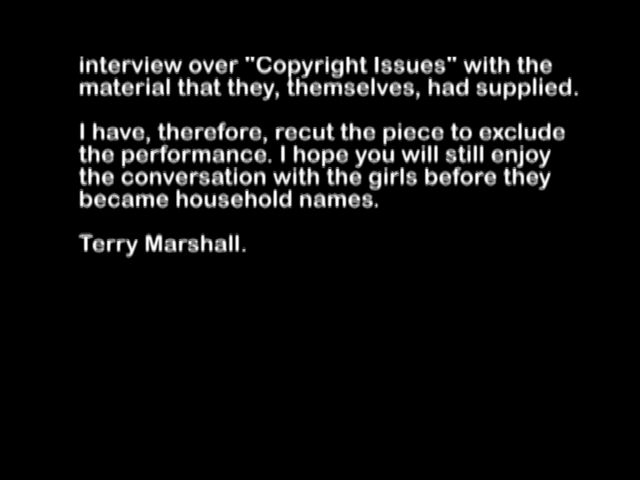 interview over "Copyright Issues" with the
material that they, themselves, had supplied.
I have, therefore, recut the piece to exclude
the performance. I hope you will still enjoy
the conversation with the girls before they
became household names.
Terry Marshall.